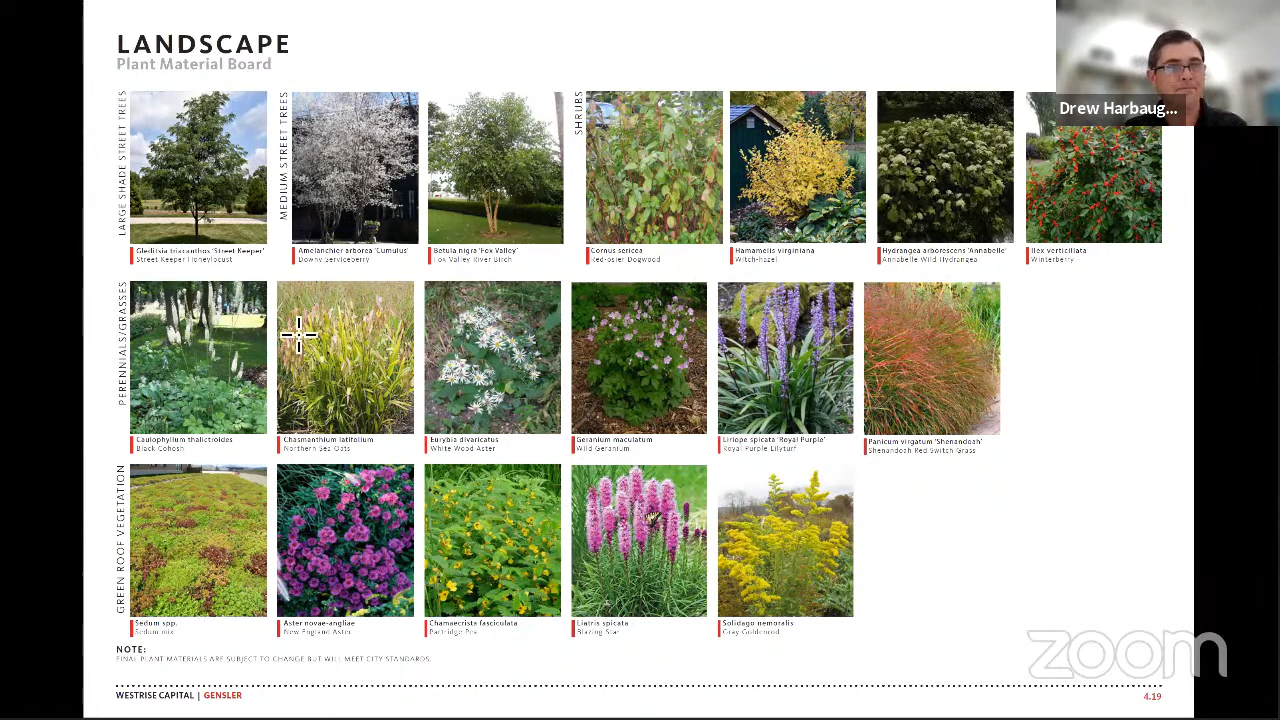 LANDSCAPE
Plant Material Board
Drew Harbaug...
LARGE SHADE STREET TREES
MEDIUM STREET TREES
SHRUBS
Gleditsia triacanthos 'Street Keeper'
Street Keeper Honeylocust
Amelanchier arborea 'Cumulus'
Downy Serviceberry
Betula nigra 'Fox Valley'
Fox Valley River Birch
Cornus sericea
Red-osier Dogwood
Hamamelis virginiana
Witch-hazel
Hydrangea arborescens 'Annabelle'
Annabelle Wild Hydrangea
Ilex verticillata
Winterberry
PERENNIALS/GRASSES
Caulophyllum thalictroides
Black Cohosh
Chasmanthium latifolium
Northern Sea Oats
Eurybia divaricatus
White Wood Aster
Geranium maculatum
Wild Geranium
Liriope spicata 'Royal Purple'
Royal Purple Lilyturf
Panicum virgatum 'Shenandoah'
Shenandoah Red Switch Grass
GREEN ROOF VEGETATION
Sedum spp.
Sedum mix
Aster novae-angliae
New England Aster
Chamaecrista fasciculata
Partridge Pea
Liatris spicata
Blazing Star
Solidago nemoralis
Gray Goldenrod
NOTE:
FINAL PLANT MATERIALS ARE SUBJECT TO CHANGE BUT WILL MEET CITY STANDARDS.
WESTRISE CAPITAL | GENSLER
4.19
zoom